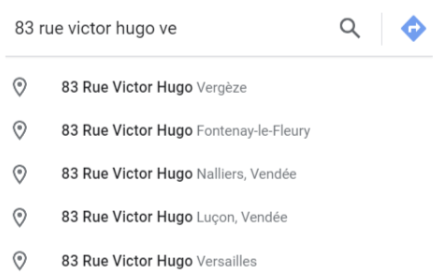 83 rue victor hugo ve
83 Rue Victor Hugo Vergèze
83 Rue Victor Hugo Fontenay-le-Fleury
83 Rue Victor Hugo Nalliers, Vendée
83 Rue Victor Hugo Luçon, Vendée
83 Rue Victor Hugo Versailles